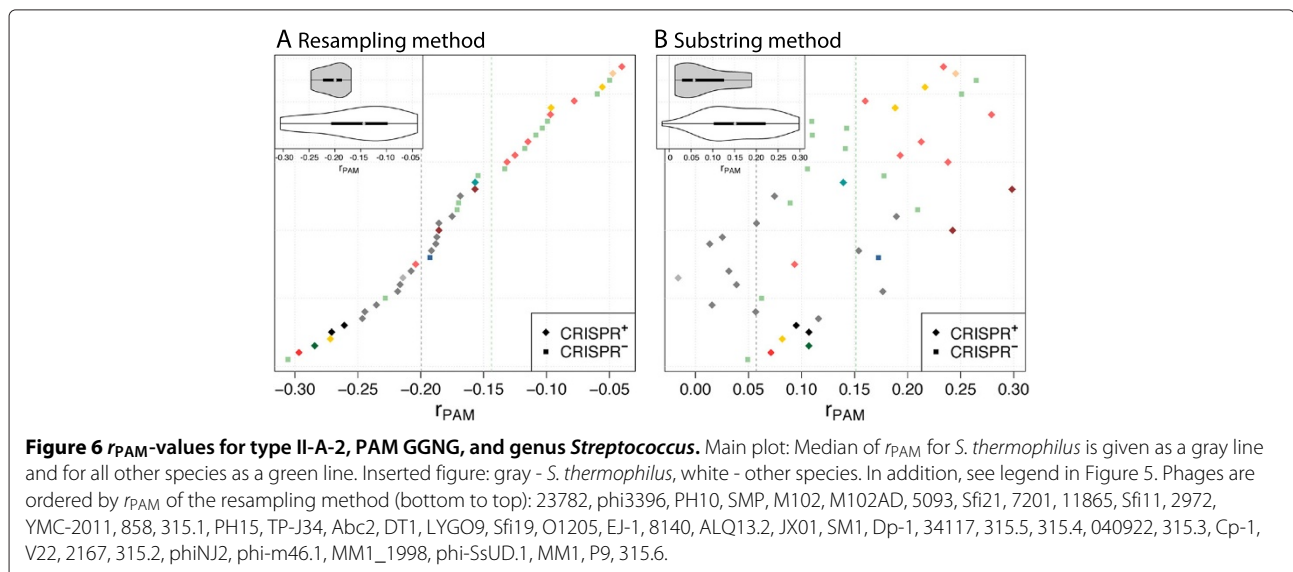 A Resampling method
B Substring method
-0.30 -0.25 -0.20 -0.15 -0.10 -0.05
rPAM
0 0.10 0.20 0.30
rPAM
CRISPR+
CRISPR−
CRISPR+
CRISPR−
−0.30 −0.25 −0.20 −0.15 −0.10 −0.05
rPAM
0.00 0.05 0.10 0.15 0.20 0.25 0.30
rPAM
Figure 6 rPAM-values for type II-A-2, PAM GGNG, and genus Streptococcus. Main plot: Median of rPAM for S. thermophilus is given as a gray line
and for all other species as a green line. Inserted figure: gray - S. thermophilus, white - other species. In addition, see legend in Figure 5. Phages are
ordered by rPAM of the resampling method (bottom to top): 23782, phi3396, PH10, SMP, M102, M102AD, 5093, Sfi21, 7201, 11865, Sfi11, 2972,
YMC-2011, 858, 315.1, PH15, TP-J34, Abc2, DT1, LYGO9, Sfi19, O1205, EJ-1, 8140, ALQ13.2, JX01, SM1, Dp-1, 34117, 315.5, 315.4, 040922, 315.3, Cp-1,
V22, 2167, 315.2, phiNJ2, phi-m46.1, MM1_1998, phi-SsUD.1, MM1, P9, 315.6.